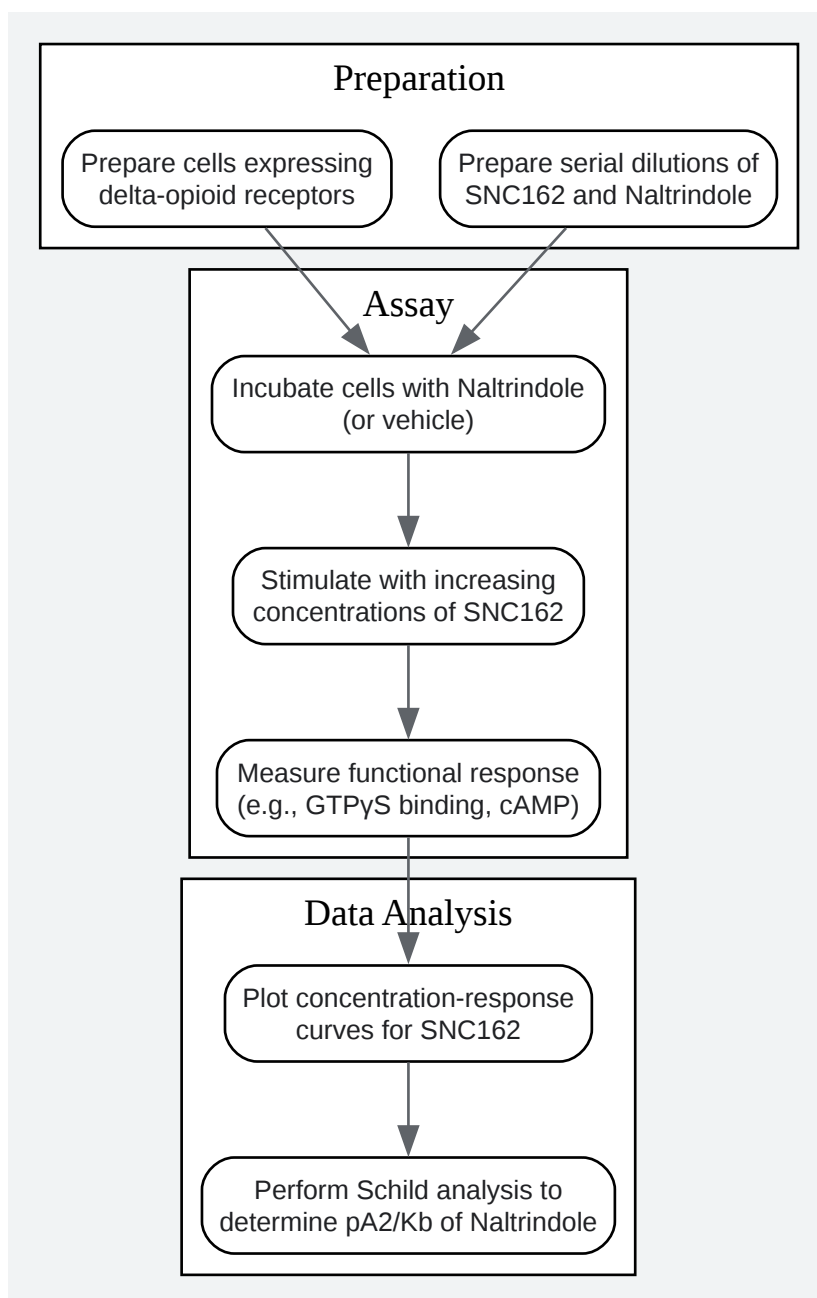 Preparation
Prepare cells expressing
delta-opioid receptors
Prepare serial dilutions of
SNC162 and Naltrindole
Assay
Incubate cells with Naltrindole
(or vehicle)
Stimulate with increasing
concentrations of SNC162
Measure functional response
(e.g., GTPγS binding, cAMP)
Data Analysis
Plot concentration-response
curves for SNC162
Perform Schild analysis to
determine pA2/Kb of Naltrindole